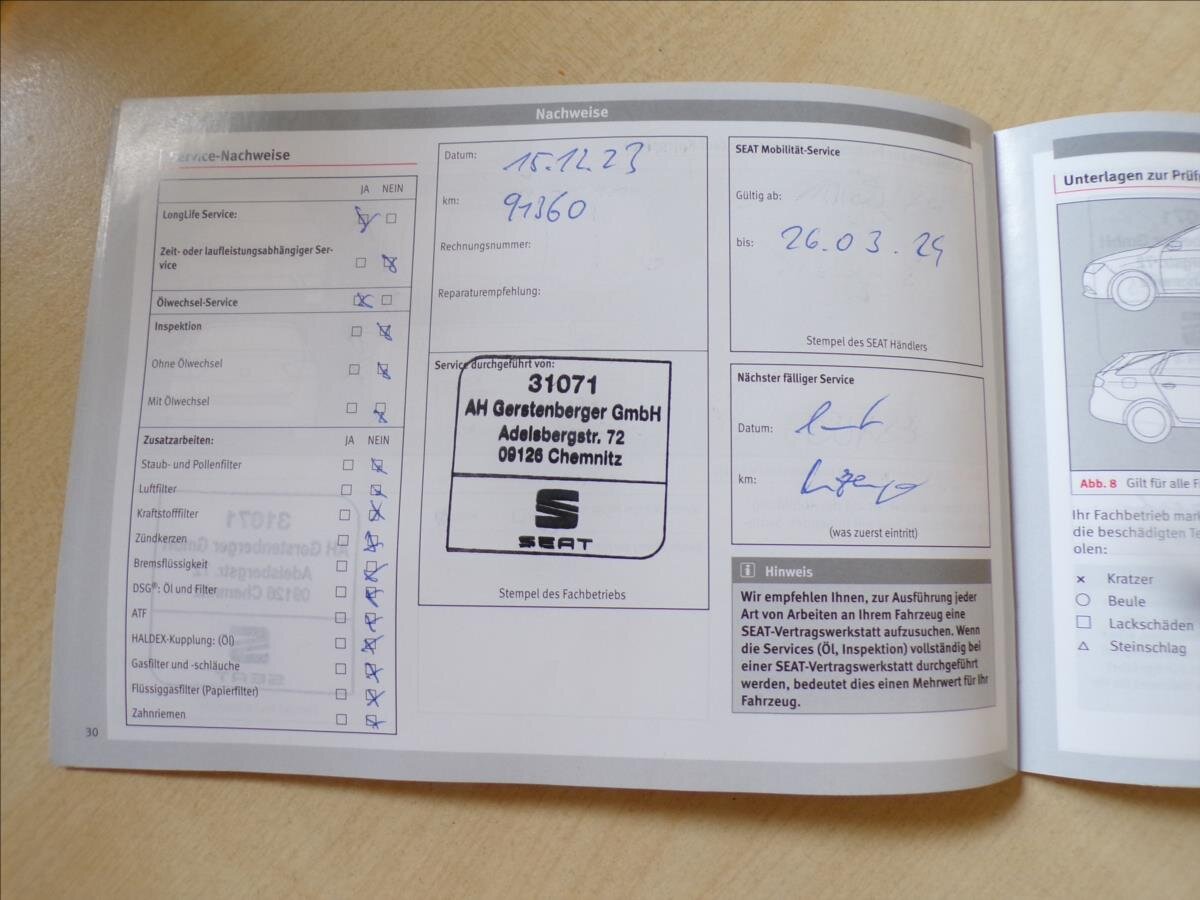 Nachweise
Service-Nachweise
JA NEIN
LongLife Service:
Zeit- oder laufleistungsabhängiger Ser-
vice
Ölwechsel-Service
Inspektion
Ohne Ölwechsel
Mit Ölwechsel
Zusatzarbeiten: JA NEIN
Staub- und Pollenfilter
Luftfilter
Kraftstofffilter
Zündkerzen
Bremsflüssigkeit
DSG®: Öl und Filter
ATF
HALDEX-Kupplung: (Öl)
Gasfilter und -schläuche
Flüssiggasfilter (Papierfilter)
Zahnriemen
30
Datum: 15.12.23
km: 91360
Rechnungsnummer:
Reparaturempfehlung:
Service durchgeführt von:
31071
AH Gerstenberger GmbH
Adelsbergstr. 72
09126 Chemnitz
SEAT
Stempel des Fachbetriebs
SEAT Mobilität-Service
Gültig ab:
bis: 26.03.24
Stempel des SEAT Händlers
Nächster fälliger Service
Datum:
km:
(was zuerst eintritt)
Hinweis
Wir empfehlen Ihnen, zur Ausführung jeder
Art von Arbeiten an Ihrem Fahrzeug eine
SEAT-Vertragswerkstatt aufzusuchen. Wenn
die Services (Öl, Inspektion) vollständig bei
einer SEAT-Vertragswerkstatt durchgeführt
werden, bedeutet dies einen Mehrwert für Ihr
Fahrzeug.
Unterlagen zur Prüf
Abb. 8 Gilt für alle F
Ihr Fachbetrieb mark
die beschädigten Te
olen:
Kratzer
Beule
Lackschäden
Steinschlag